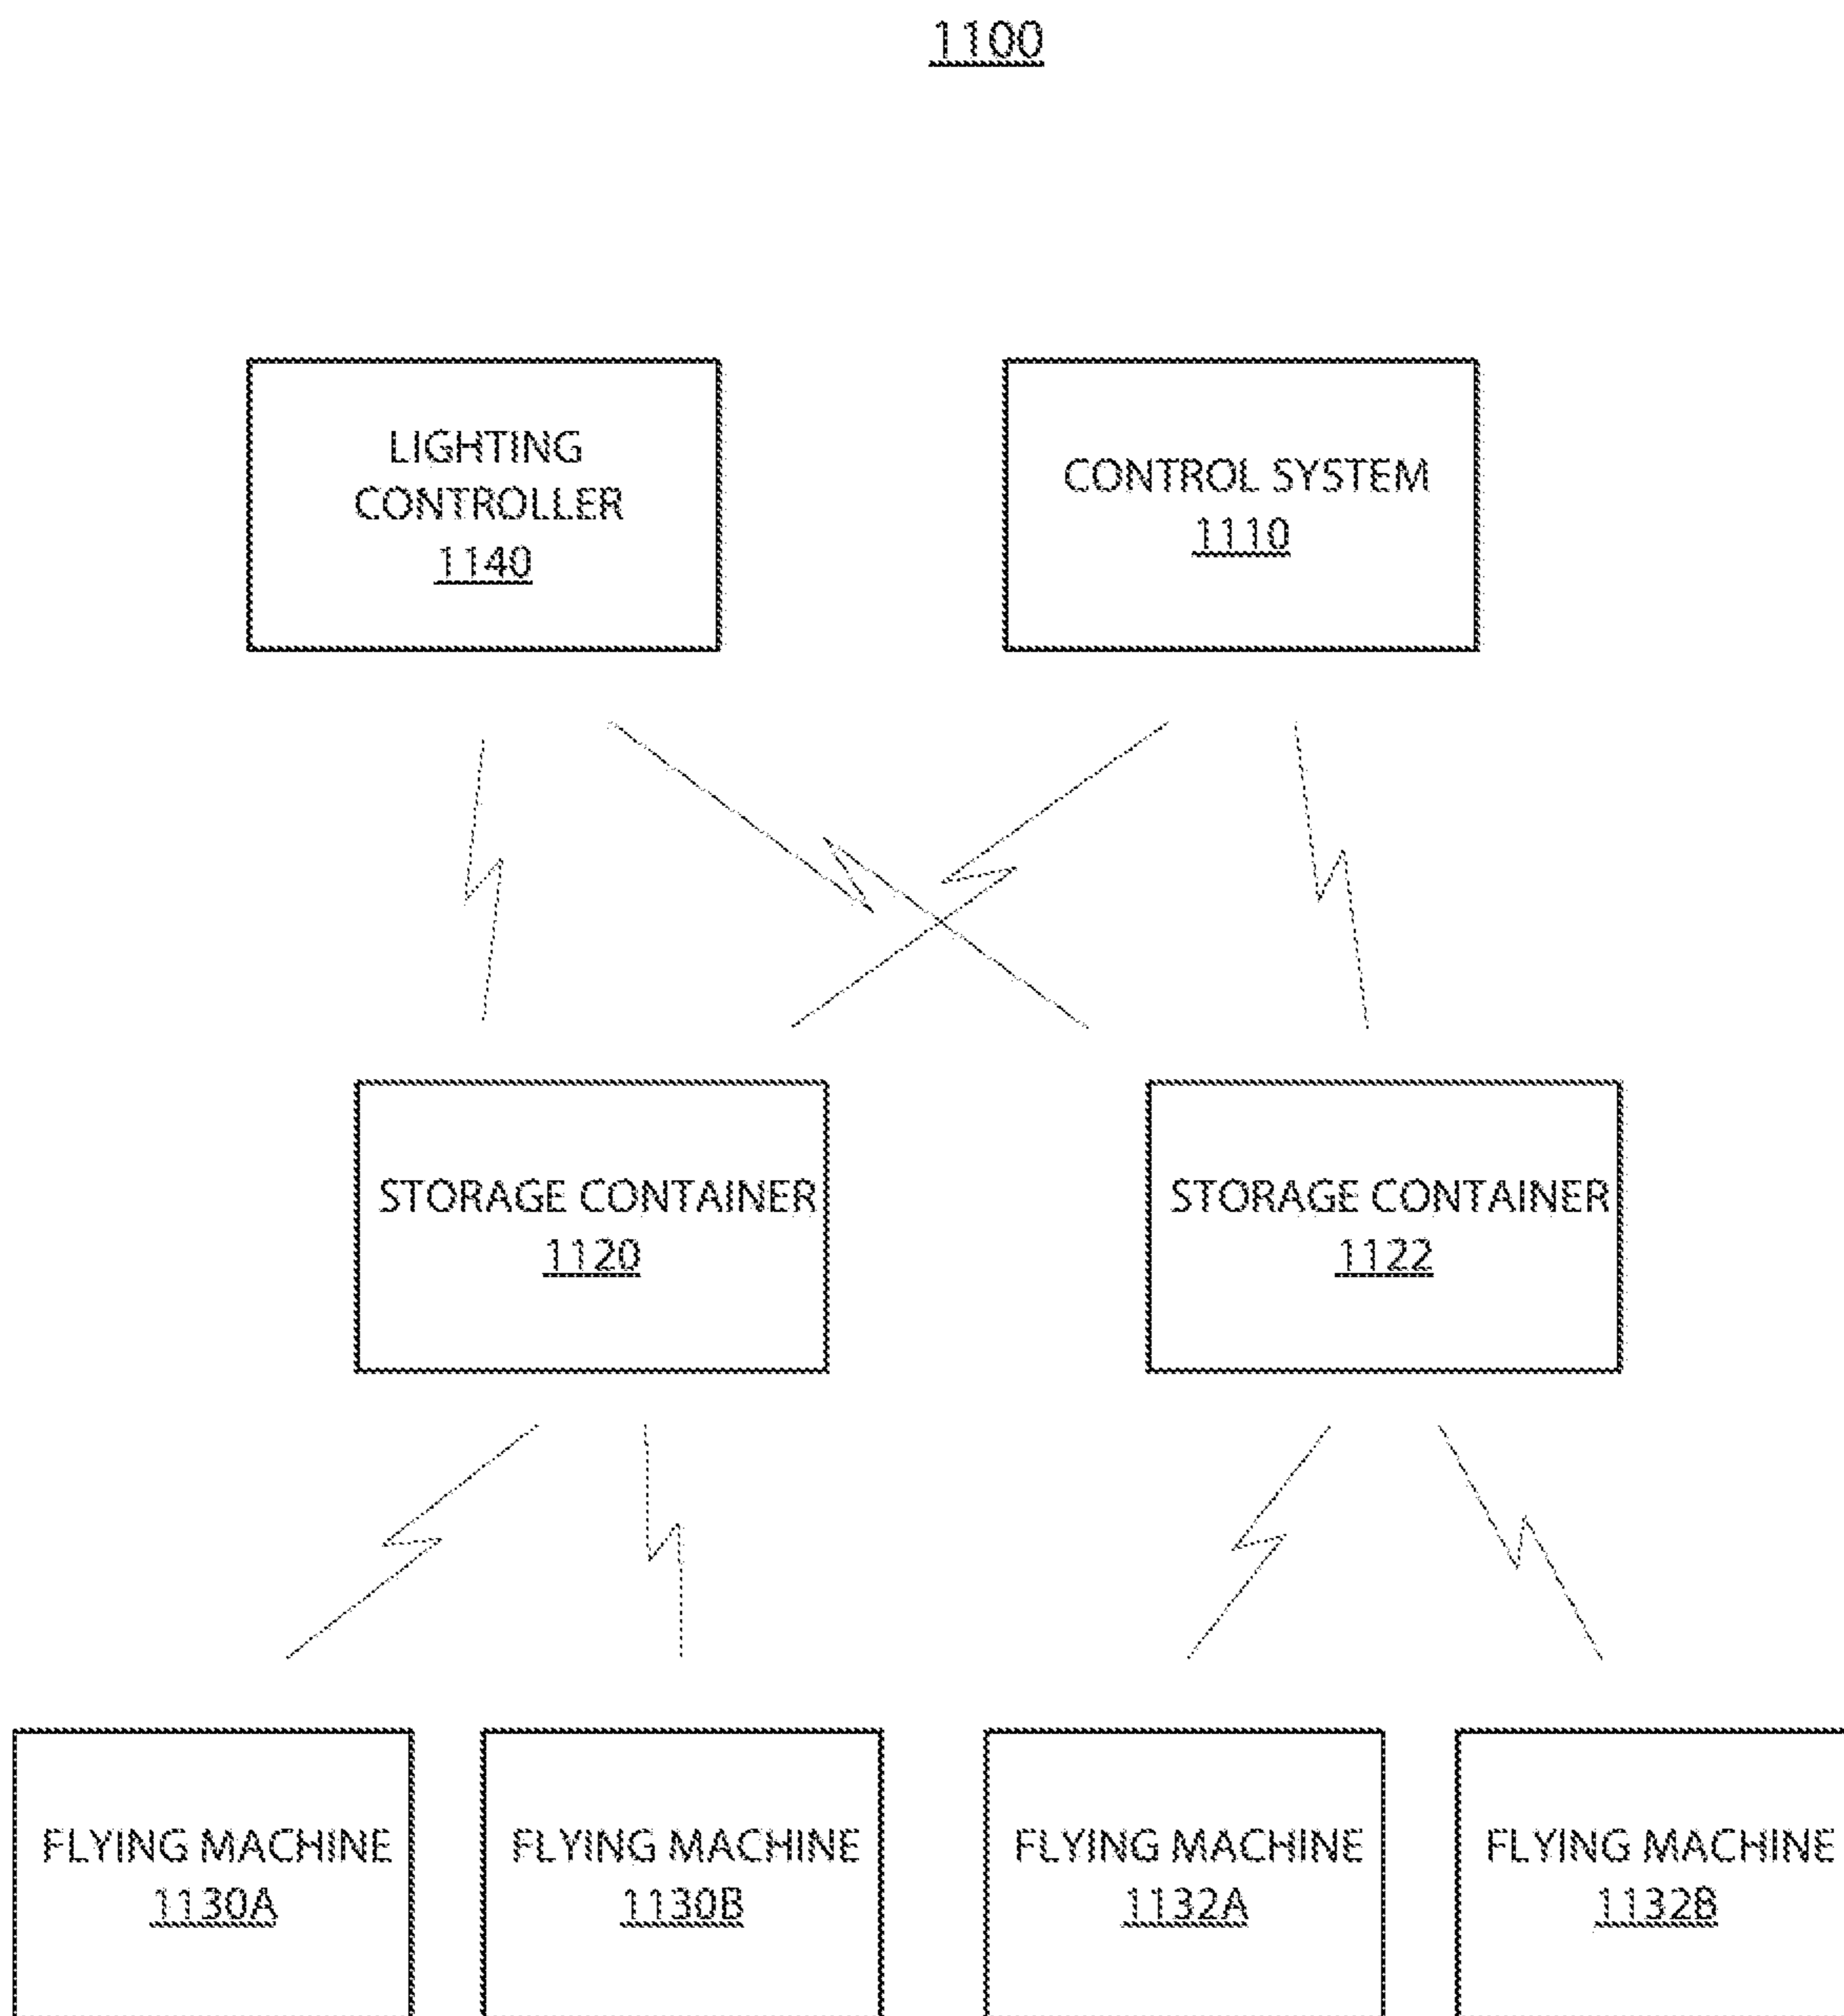 1100
LIGHTING
CONTROLLER
1140
CONTROL SYSTEM
1110
STORAGE CONTAINER
1120
STORAGE CONTAINER
1122
FLYING MACHINE
1130A
FLYING MACHINE
1130B
FLYING MACHINE
1132A
FLYING MACHINE
1132B